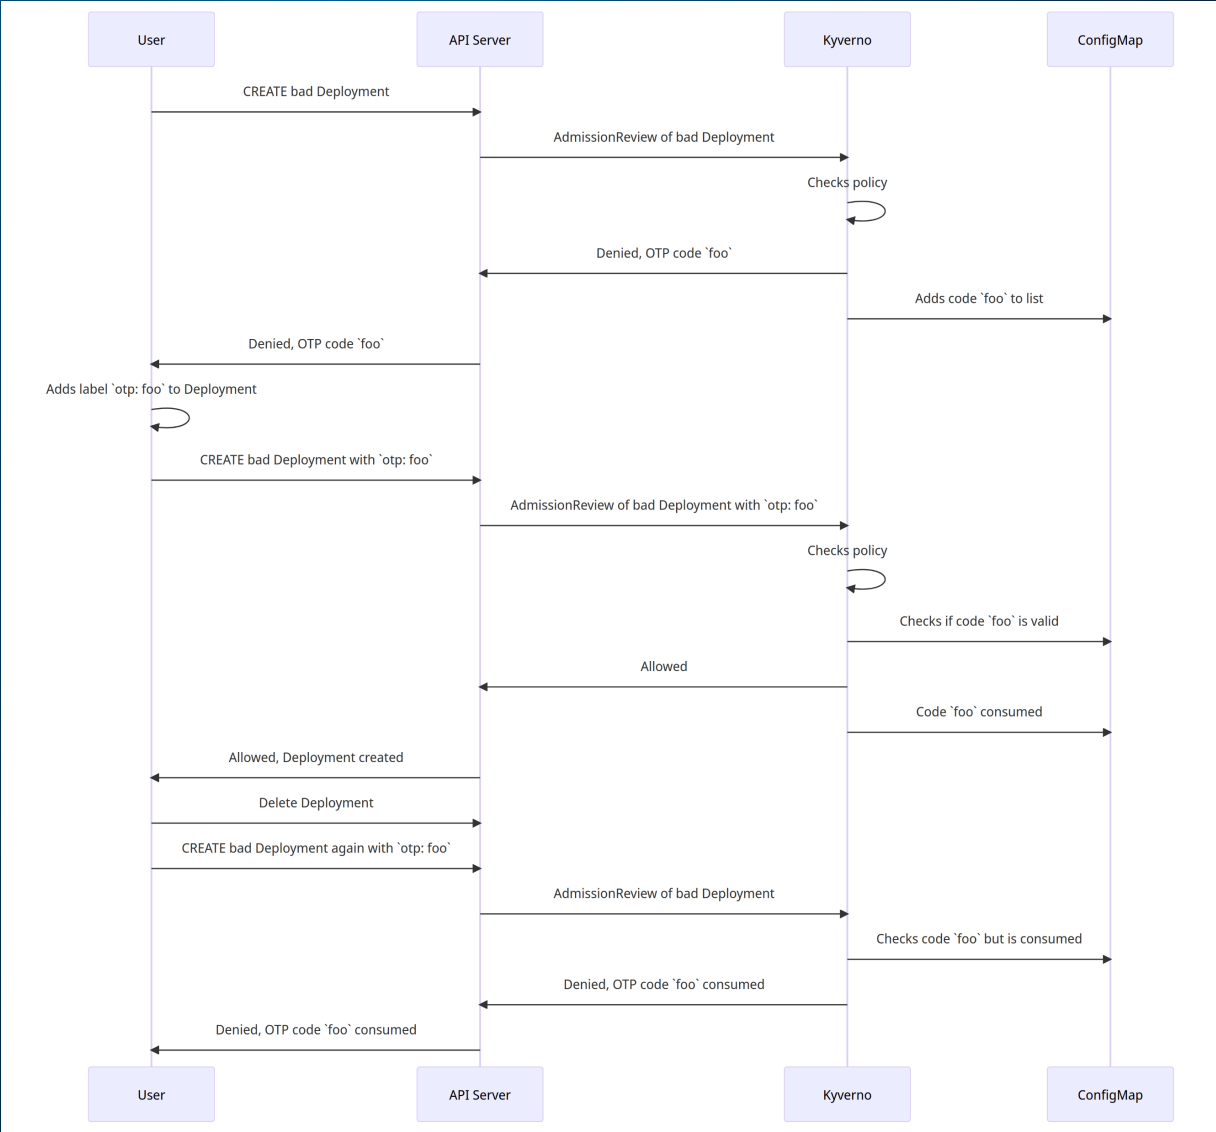 User
API Server
Kyverno
ConfigMap
CREATE bad Deployment
AdmissionReview of bad Deployment
Checks policy
Denied, OTP code `foo`
Adds code `foo` to list
Denied, OTP code `foo`
Adds label `otp: foo` to Deployment
CREATE bad Deployment with `otp: foo`
AdmissionReview of bad Deployment with `otp: foo`
Checks policy
Checks if code `foo` is valid
Allowed
Code `foo` consumed
Allowed, Deployment created
Delete Deployment
CREATE bad Deployment again with `otp: foo`
AdmissionReview of bad Deployment
Checks code `foo` but is consumed
Denied, OTP code `foo` consumed
Denied, OTP code `foo` consumed
User
API Server
Kyverno
ConfigMap